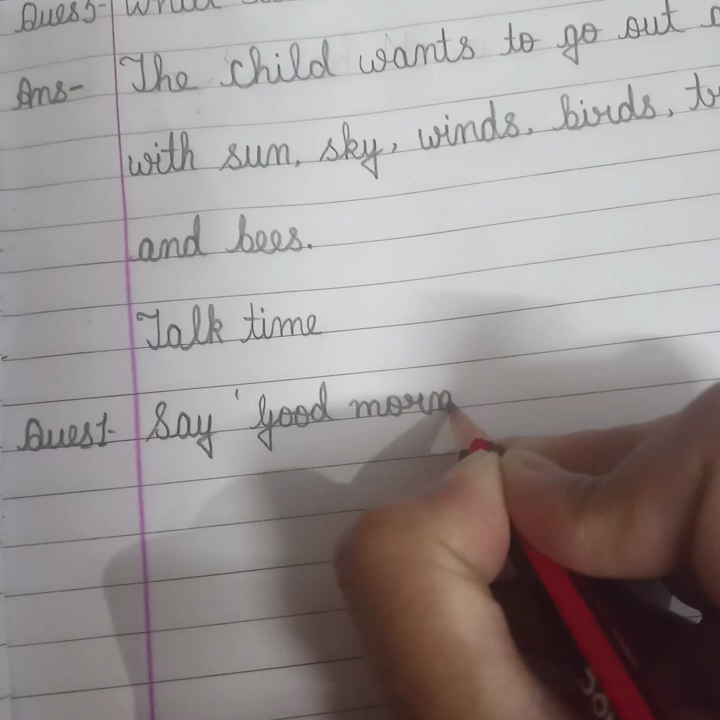 Ques5-
Ans- The child wants to go out
with sun, sky, winds, birds,
and bees.
Talk time
Ques1- Say 'good morn